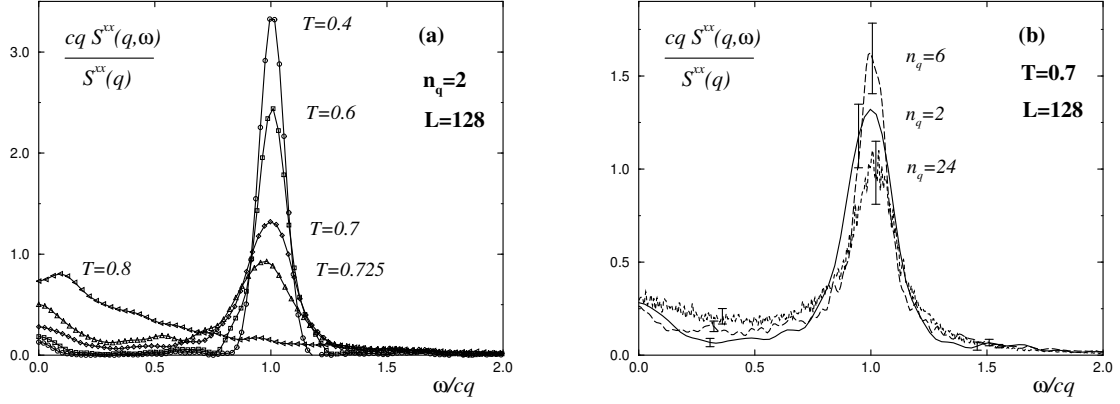 cq S^xx(q,ω)
S^xx(q)
(a)
n_q=2
L=128
T=0.4
T=0.6
T=0.7
T=0.725
T=0.8
3.0
2.0
1.0
0.0
0.0 0.5 1.0 1.5 2.0
ω/cq
cq S^xx(q,ω)
S^xx(q)
(b)
T=0.7
L=128
n_q=6
n_q=2
n_q=24
1.5
1.0
0.5
0.0
0.0 0.5 1.0 1.5 2.0
ω/cq